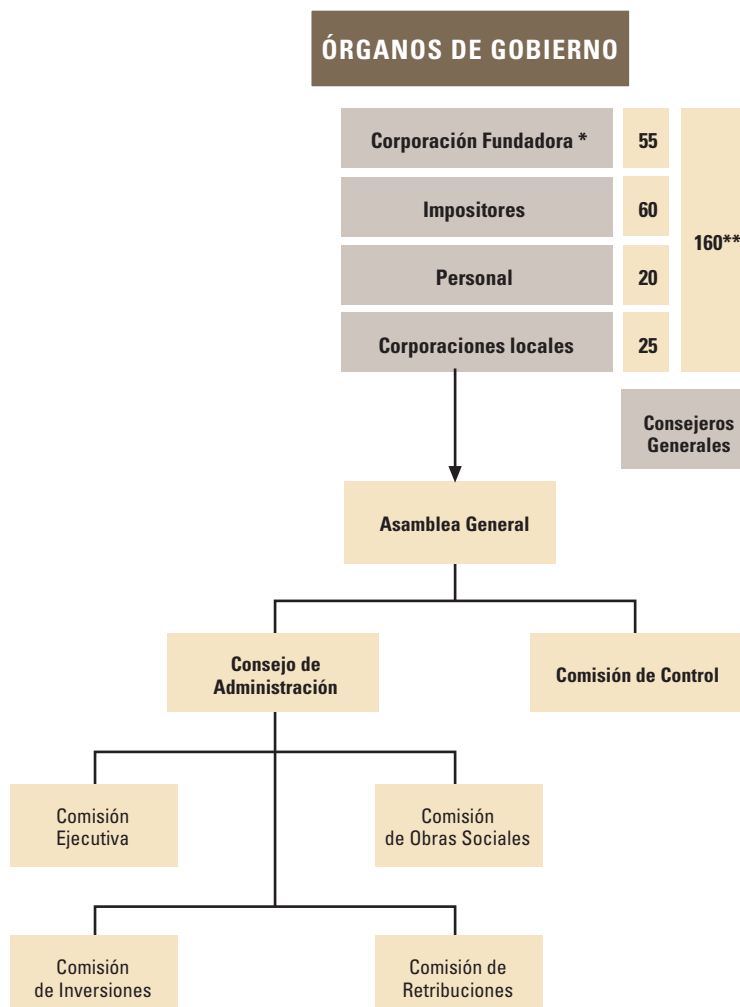 ÓRGANOS DE GOBIERNO
Corporación Fundadora *
55
Impositores
60
160**
Personal
20
Corporaciones locales
25
Consejeros
Generales
Asamblea General
Consejo de
Administración
Comisión de Control
Comisión
Ejecutiva
Comisión
de Obras Sociales
Comisión
de Inversiones
Comisión de
Retribuciones